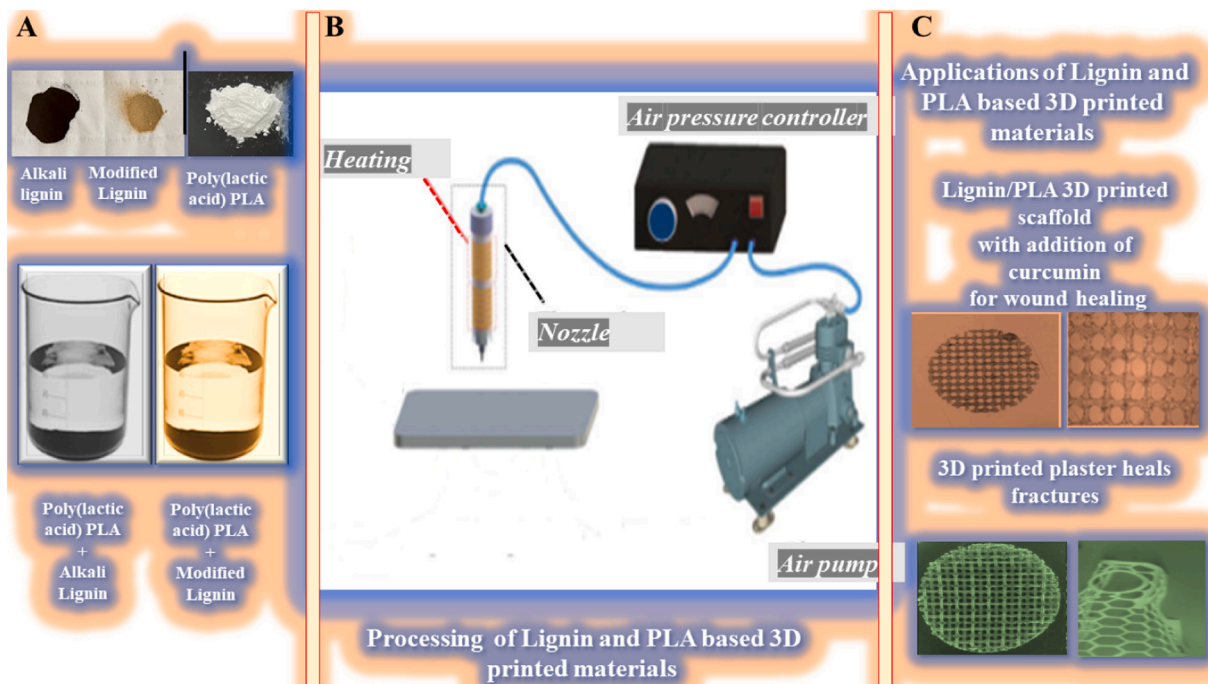 A
Alkali
lignin
Modified
Lignin
Poly(lactic
acid) PLA
Poly(lactic
acid) PLA
+
Alkali
Lignin
Poly(lactic
acid) PLA
+
Modified
Lignin
B
Air pressure controller
Heating
Nozzle
Air pump
Processing of Lignin and PLA based 3D
printed materials
C
Applications of Lignin and
PLA based 3D printed
materials
Lignin/PLA 3D printed
scaffold
with addition of
curcumin
for wound healing
3D printed plaster heals
fractures